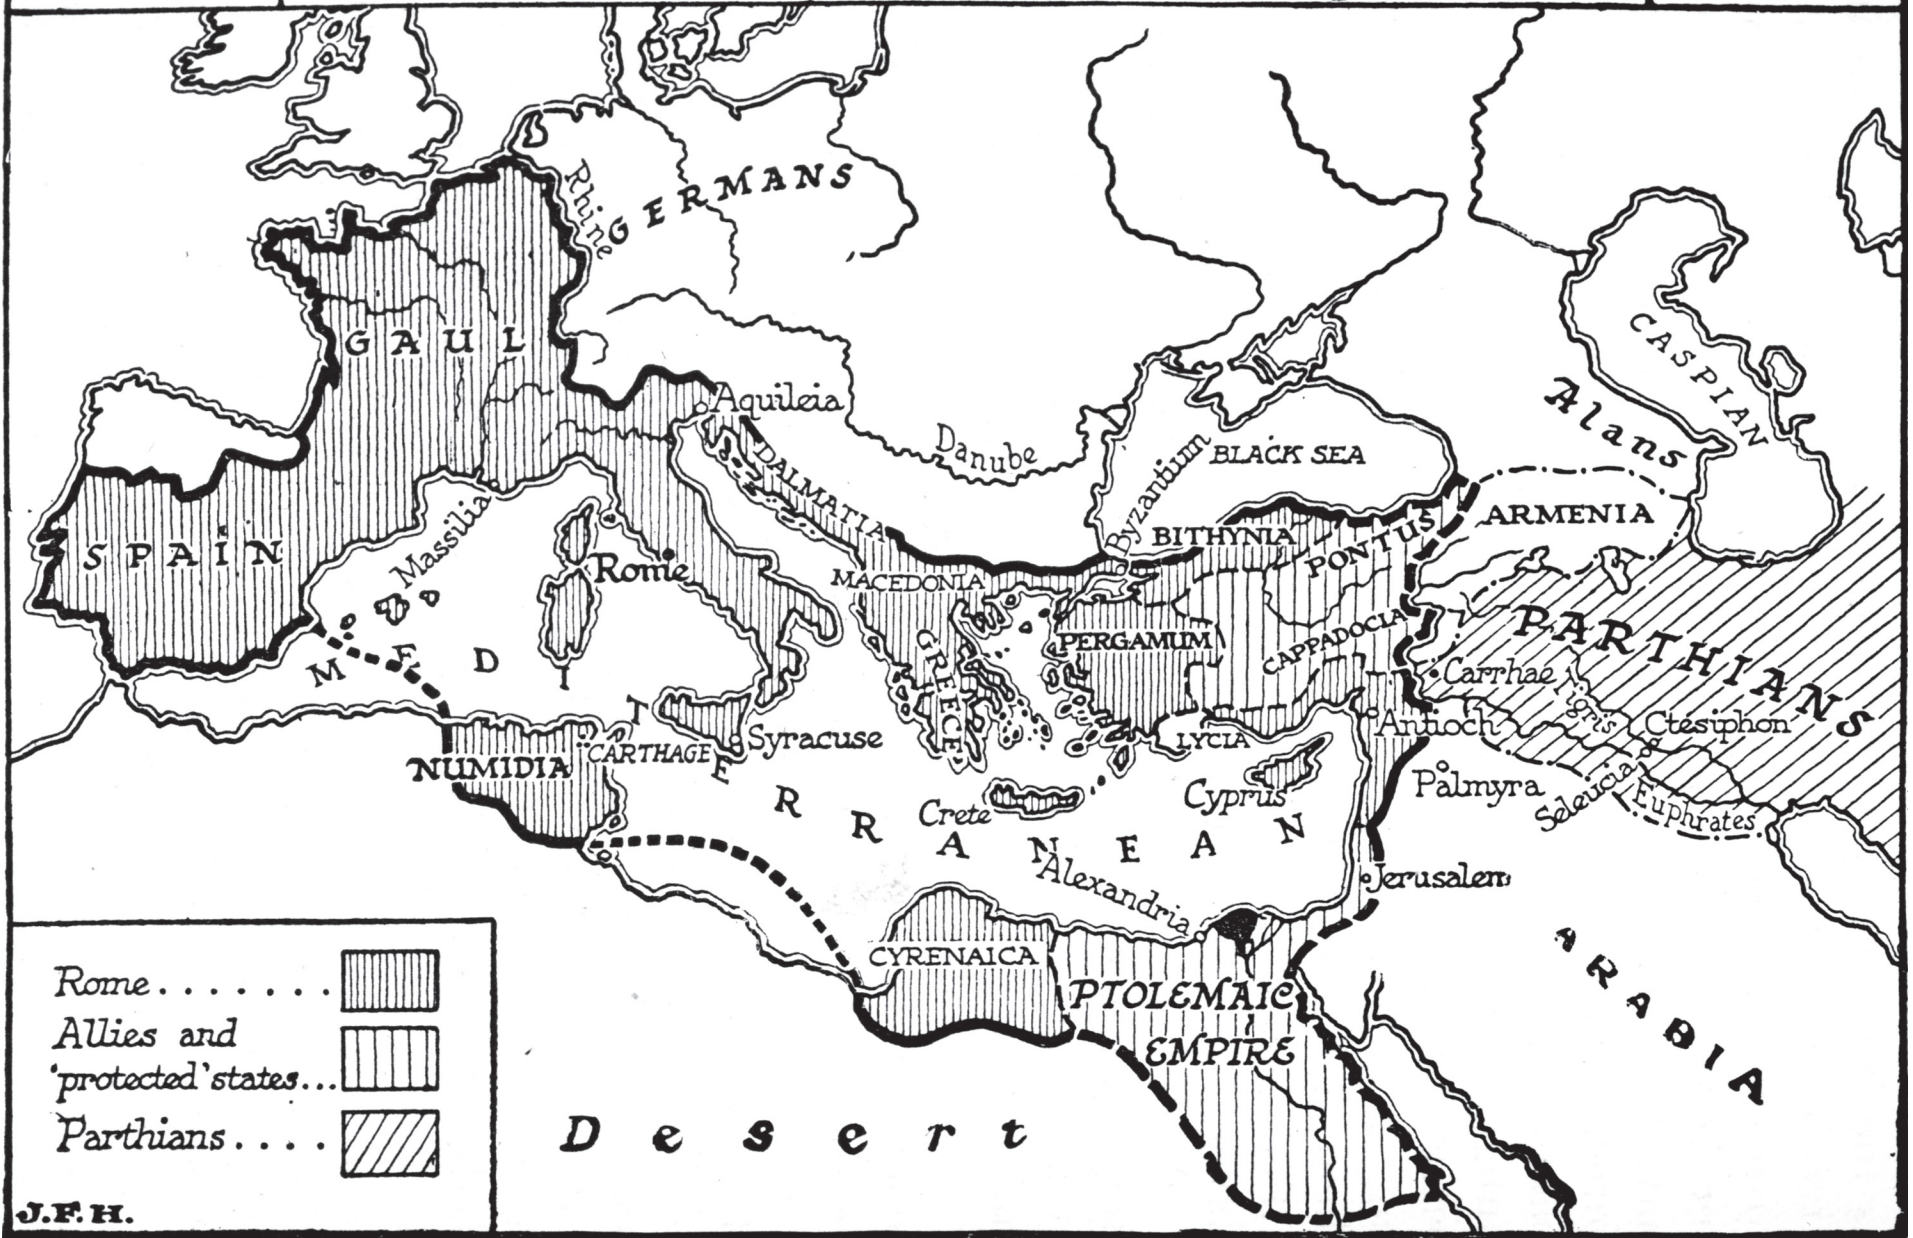 GERMANS
Rhine
GAUL
Aquileia
Danube
CASPIAN
Alans
BLACK SEA
Byzantium
DALMATIA
SPAIN
Massilia
Rome
BITHYNIA
PONTUS
ARMENIA
MACEDONIA
PARTHIANS
GREECE
PERGAMUM
CAPPADOCIA
Carrhae
Tigris
MEDITERRANEAN
Antioch
Ctesiphon
NUMIDIA
CARTHAGE
Syracuse
LYCIA
Palmyra
Seleucia
Euphrates
Crete
Cyprus
Alexandria
Jerusalem
CYRENAICA
PTOLEMAIC
EMPIRE
ARABIA
Desert
Rome.......
Allies and
'protected' states...
Parthians....
J.F.H.